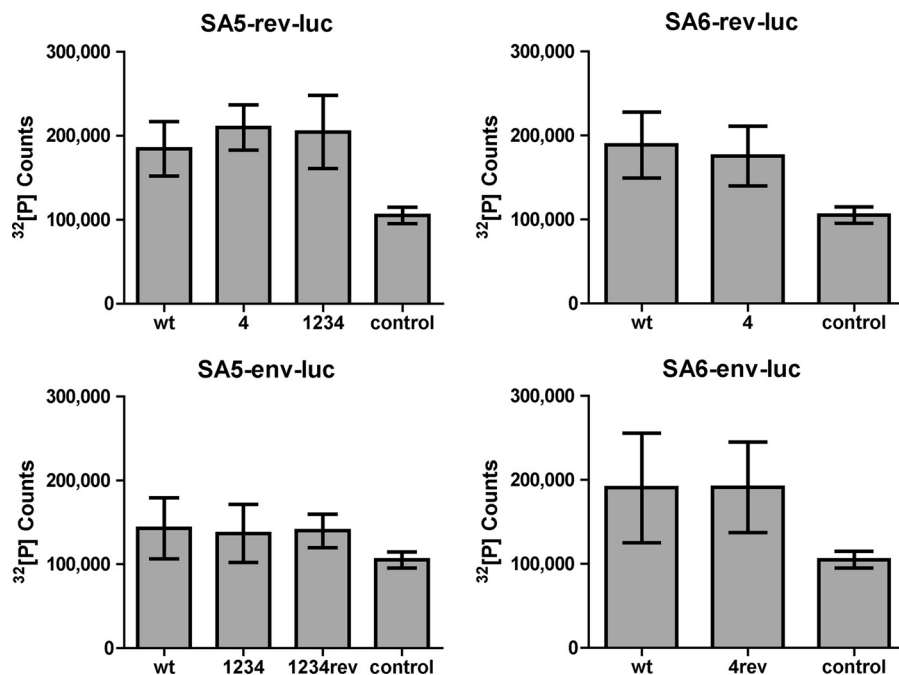 SA5-rev-luc
300,000
200,000
100,000
0
32[P] Counts
wt 4 1234 control
SA6-rev-luc
300,000
200,000
100,000
0
32[P] Counts
wt 4 control
SA5-env-luc
300,000
200,000
100,000
0
32[P] Counts
wt 1234 1234rev control
SA6-env-luc
300,000
200,000
100,000
0
32[P] Counts
wt 4rev control